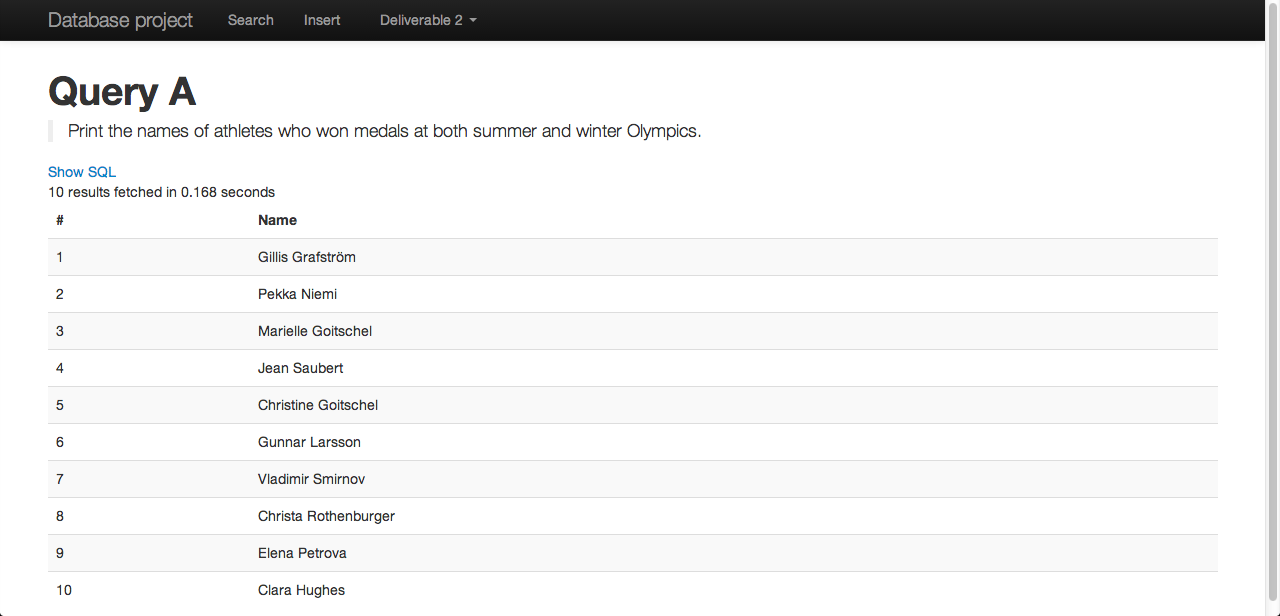 Database project Search Insert Deliverable 2
Query A
Print the names of athletes who won medals at both summer and winter Olympics.
Show SQL
10 results fetched in 0.168 seconds
# Name
1 Gillis Grafström
2 Pekka Niemi
3 Marielle Goitschel
4 Jean Saubert
5 Christine Goitschel
6 Gunnar Larsson
7 Vladimir Smirnov
8 Christa Rothenburger
9 Elena Petrova
10 Clara Hughes